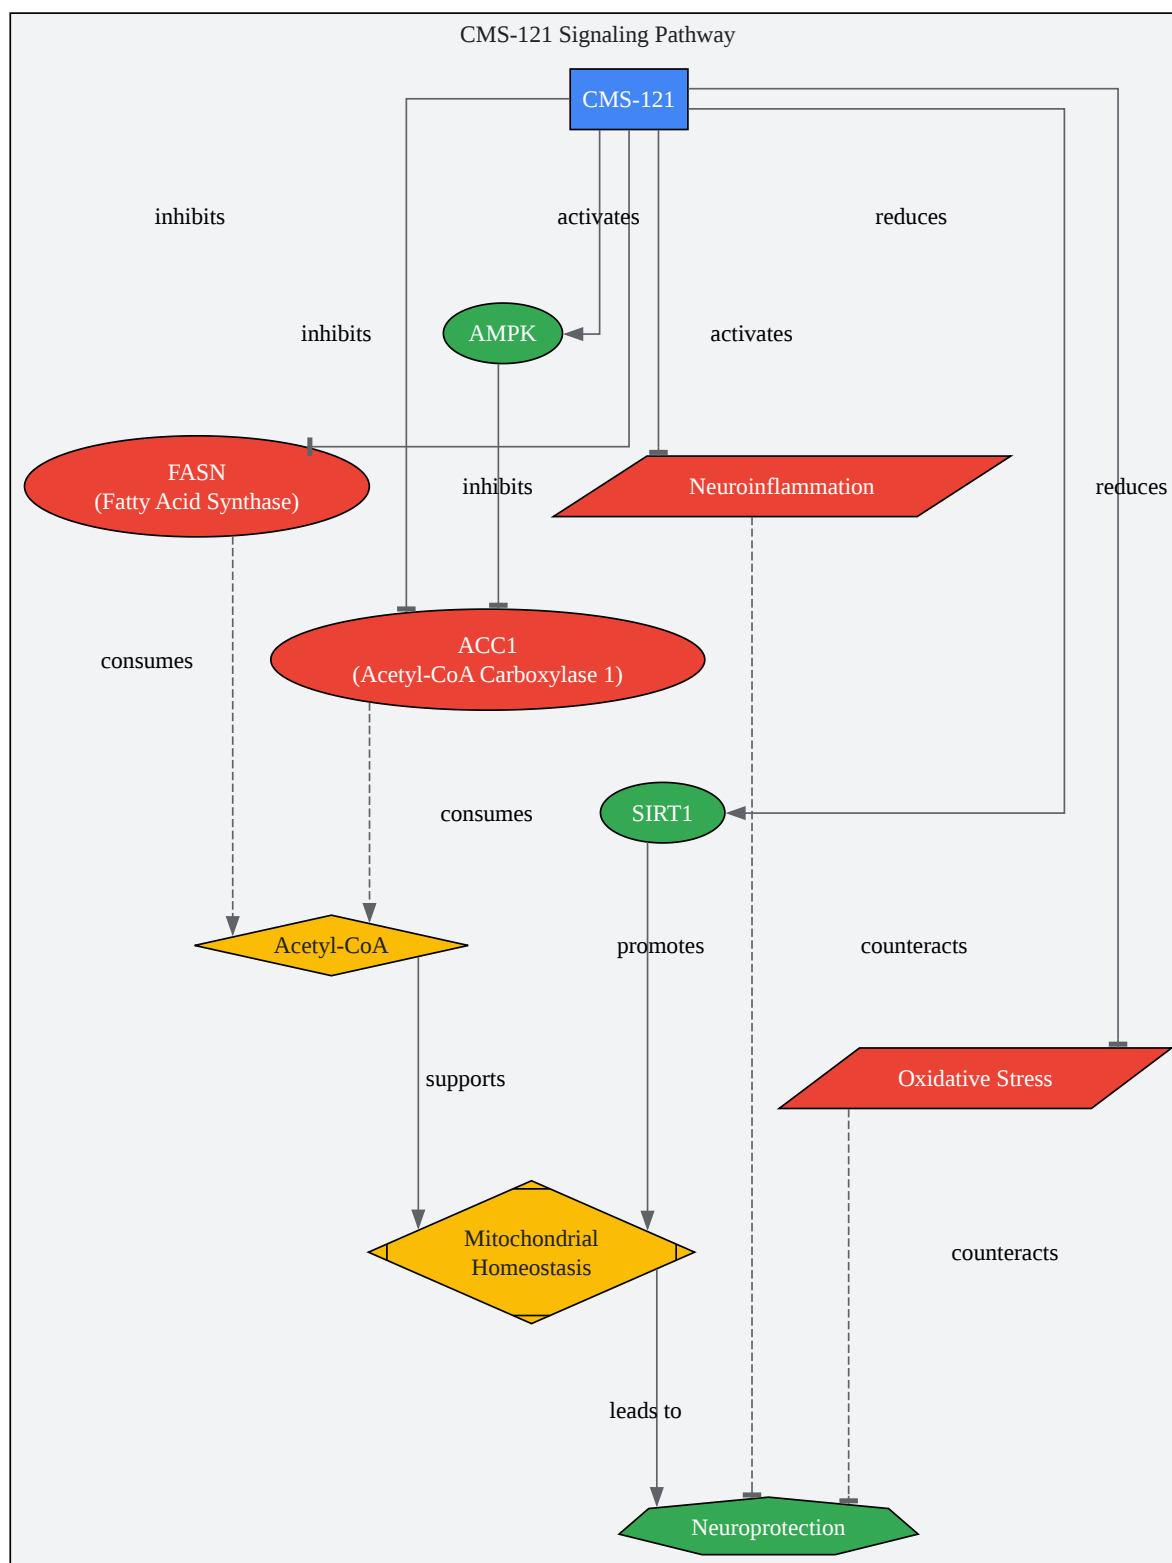 CMS-121 Signaling Pathway
CMS-121
inhibits
activates
reduces
AMPK
inhibits
activates
FASN
(Fatty Acid Synthase)
inhibits
Neuroinflammation
reduces
ACC1
(Acetyl-CoA Carboxylase 1)
consumes
consumes
SIRT1
Acetyl-CoA
promotes
counteracts
supports
Oxidative Stress
Mitochondrial
Homeostasis
counteracts
leads to
Neuroprotection